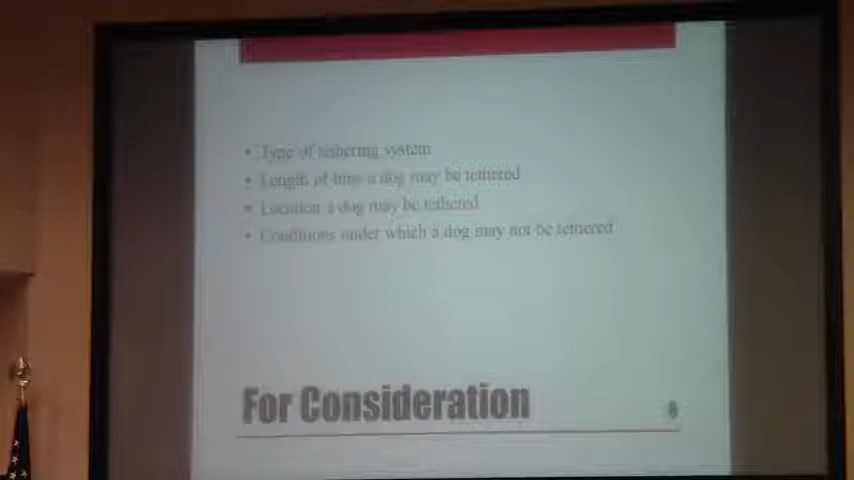 • Type of tethering system
• Length of time a dog may be tethered
• Location a dog may be tethered
• Conditions under which a dog may not be tethered
For Consideration